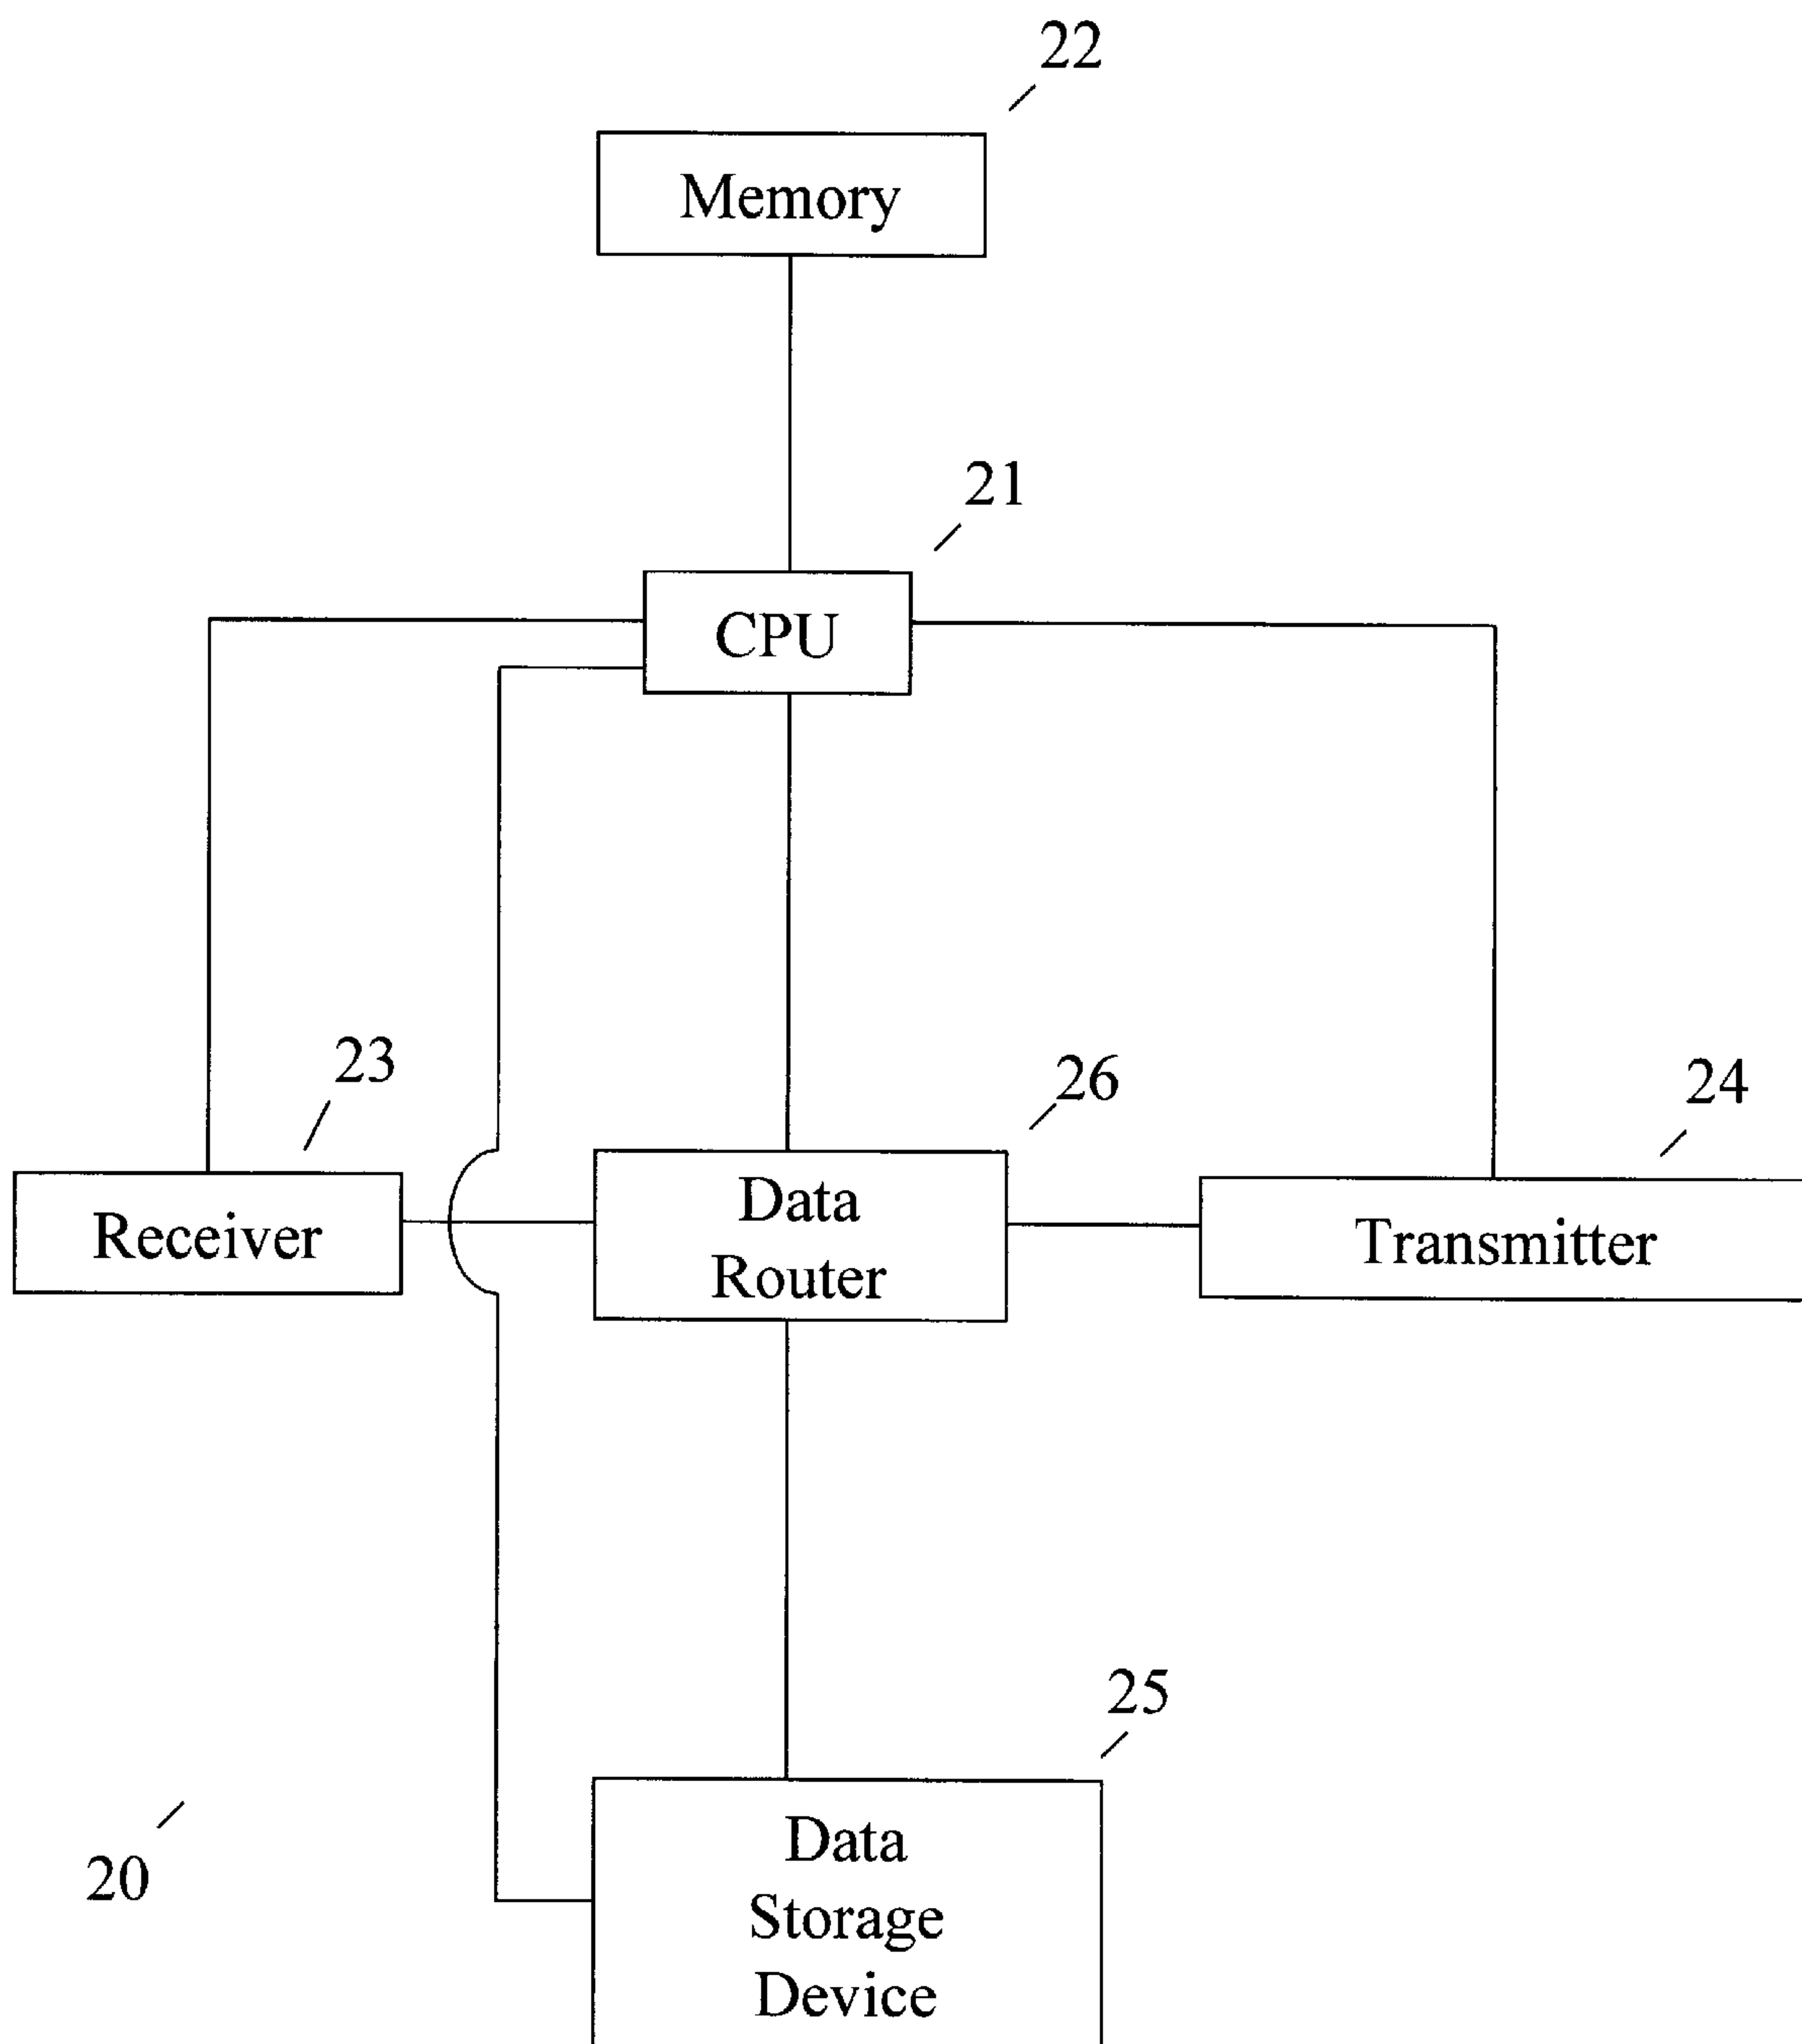 22
Memory
21
CPU
23
26
24
Data
Router
Receiver
Transmitter
25
20
Data
Storage
Device